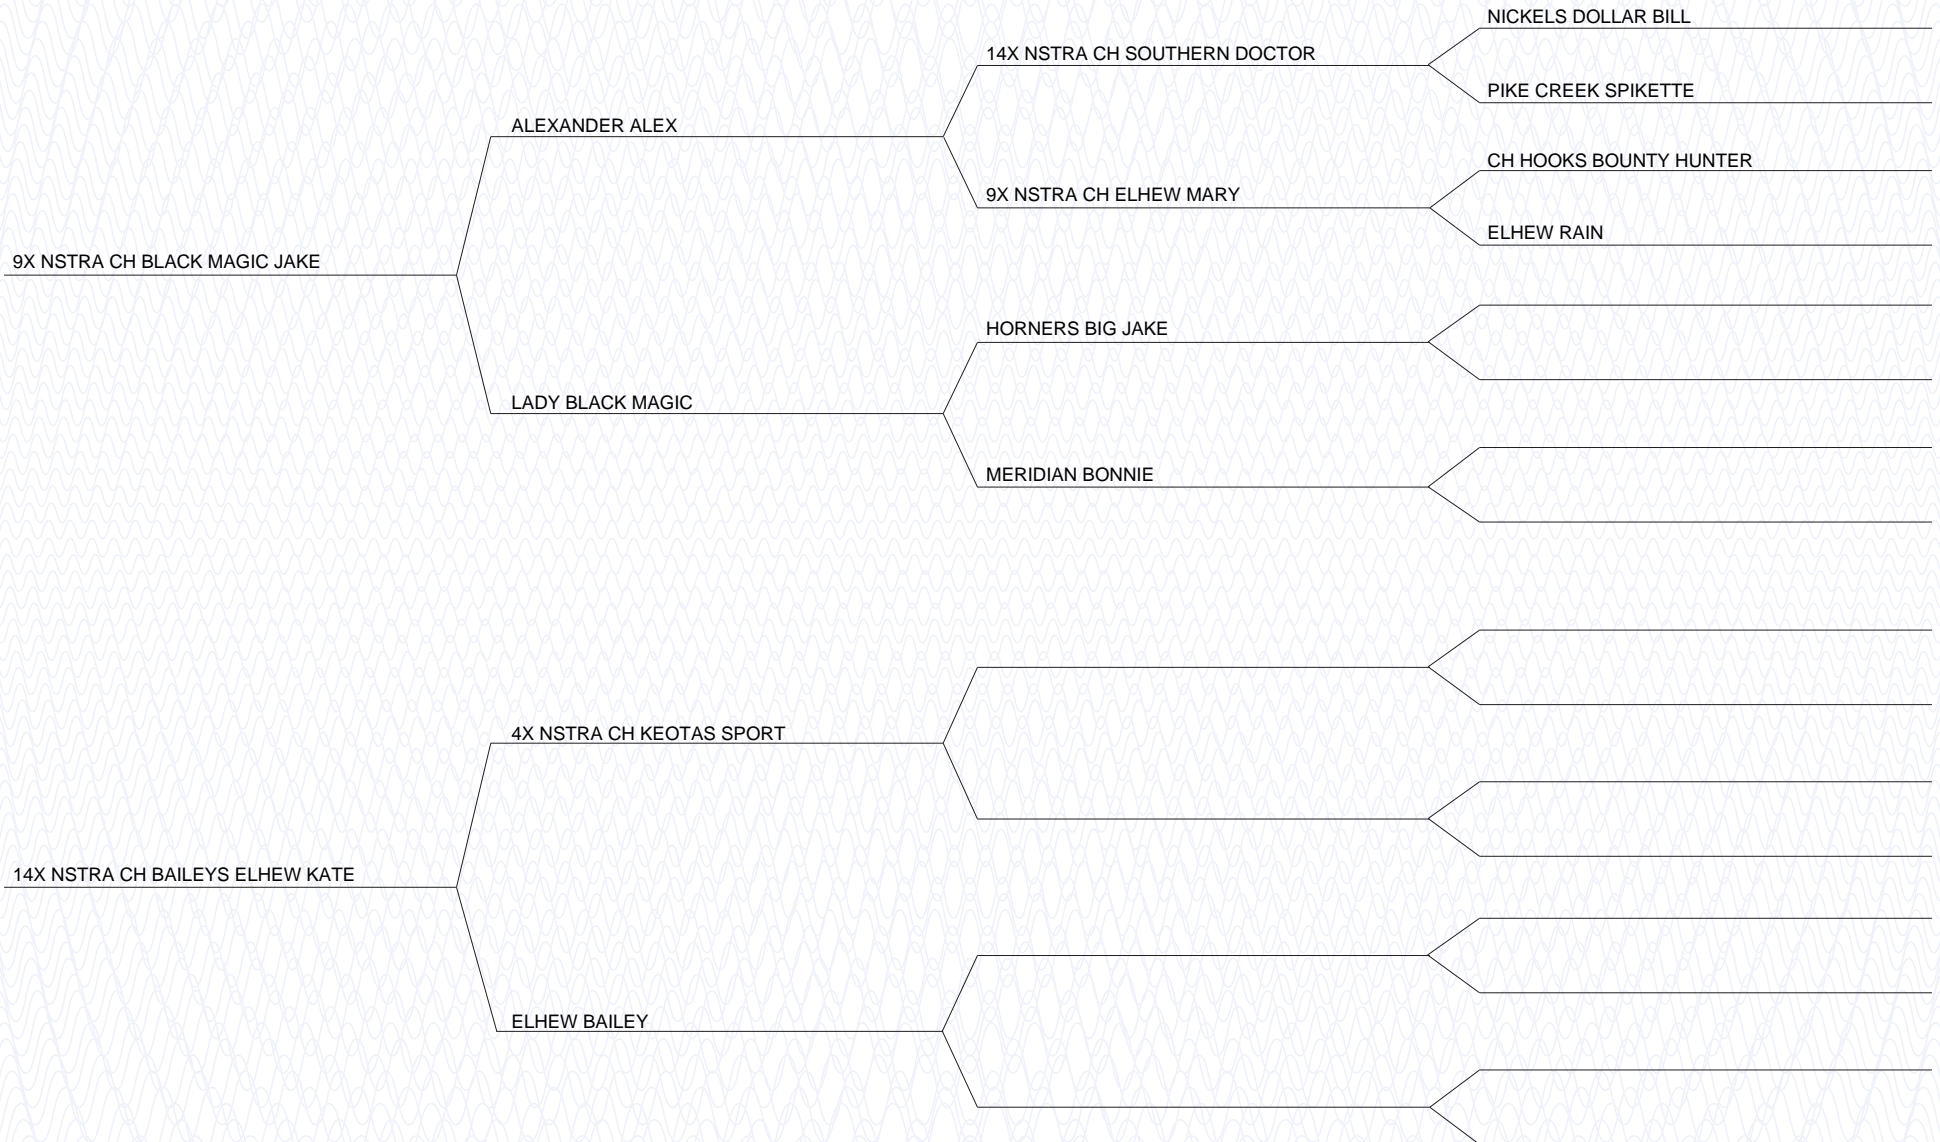 NICKELS DOLLAR BILL
14X NSTRA CH SOUTHERN DOCTOR
PIKE CREEK SPIKETTE
ALEXANDER ALEX
CH HOOKS BOUNTY HUNTER
9X NSTRA CH ELHEW MARY
ELHEW RAIN
9X NSTRA CH BLACK MAGIC JAKE
HORNERS BIG JAKE
LADY BLACK MAGIC
MERIDIAN BONNIE
4X NSTRA CH KEOTAS SPORT
14X NSTRA CH BAILEYS ELHEW KATE
ELHEW BAILEY